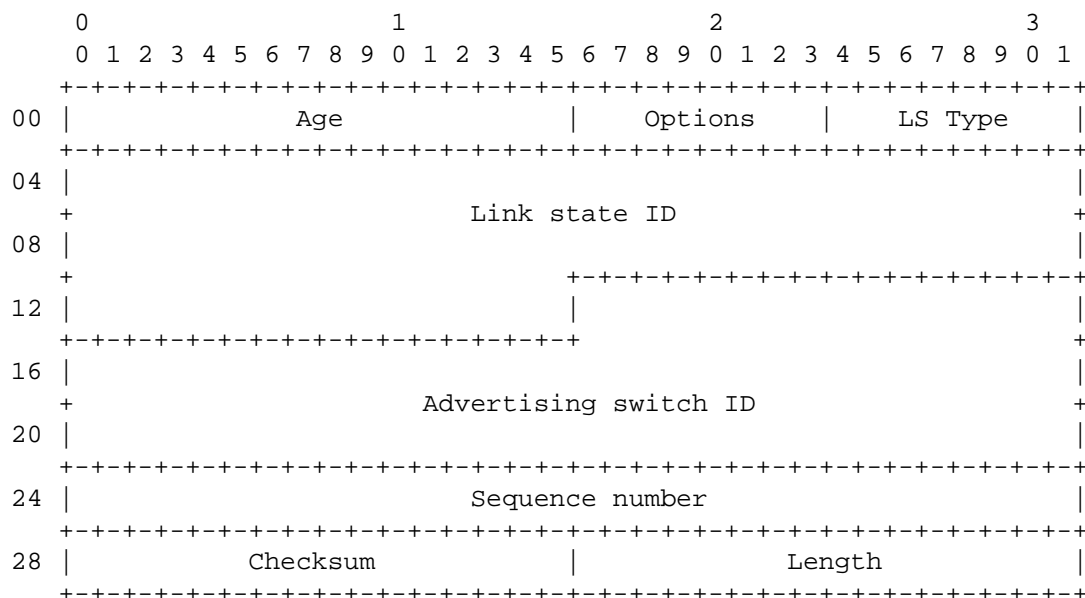 0                   1                   2                   3
       0 1 2 3 4 5 6 7 8 9 0 1 2 3 4 5 6 7 8 9 0 1 2 3 4 5 6 7 8 9 0 1
      +-+-+-+-+-+-+-+-+-+-+-+-+-+-+-+-+-+-+-+-+-+-+-+-+-+-+-+-+-+-+-+-+
   00 |              Age              |    Options    |    LS Type    |
      +-+-+-+-+-+-+-+-+-+-+-+-+-+-+-+-+-+-+-+-+-+-+-+-+-+-+-+-+-+-+-+-+
   04 |                                                               |
      +                         Link state ID                         +
   08 |                                                               |
      +                               +-+-+-+-+-+-+-+-+-+-+-+-+-+-+-+-+
   12 |                               |                               |
      +-+-+-+-+-+-+-+-+-+-+-+-+-+-+-+-+                               +
   16 |                                                               |
      +                      Advertising switch ID                    +
   20 |                                                               |
      +-+-+-+-+-+-+-+-+-+-+-+-+-+-+-+-+-+-+-+-+-+-+-+-+-+-+-+-+-+-+-+-+
   24 |                         Sequence number                       |
      +-+-+-+-+-+-+-+-+-+-+-+-+-+-+-+-+-+-+-+-+-+-+-+-+-+-+-+-+-+-+-+-+
   28 |           Checksum            |             Length            |
      +-+-+-+-+-+-+-+-+-+-+-+-+-+-+-+-+-+-+-+-+-+-+-+-+-+-+-+-+-+-+-+-+